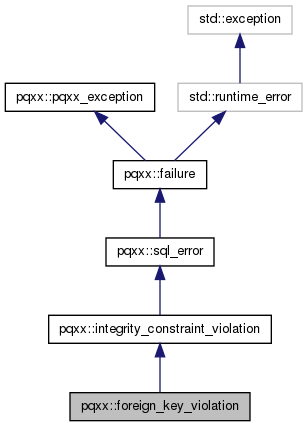 std::exception
pqxx::pqxx_exception
std::runtime_error
pqxx::failure
pqxx::sql_error
pqxx::integrity_constraint_violation
pqxx::foreign_key_violation